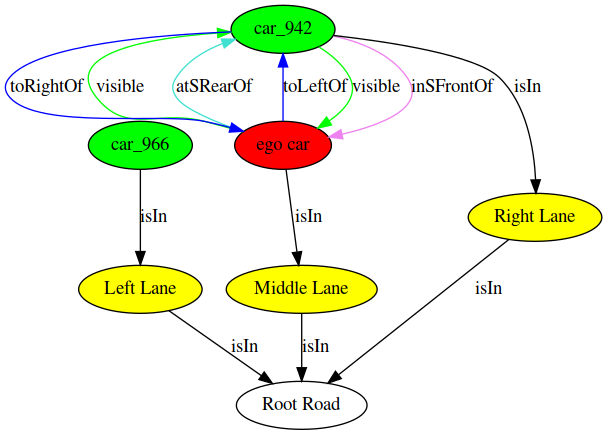 car_942
toRightOf
visible
atSRearOf
toLeftOf
visible
inSFrontOf
isIn
car_966
ego car
isIn
isIn
Right Lane
Left Lane
Middle Lane
isIn
isIn
isIn
Root Road